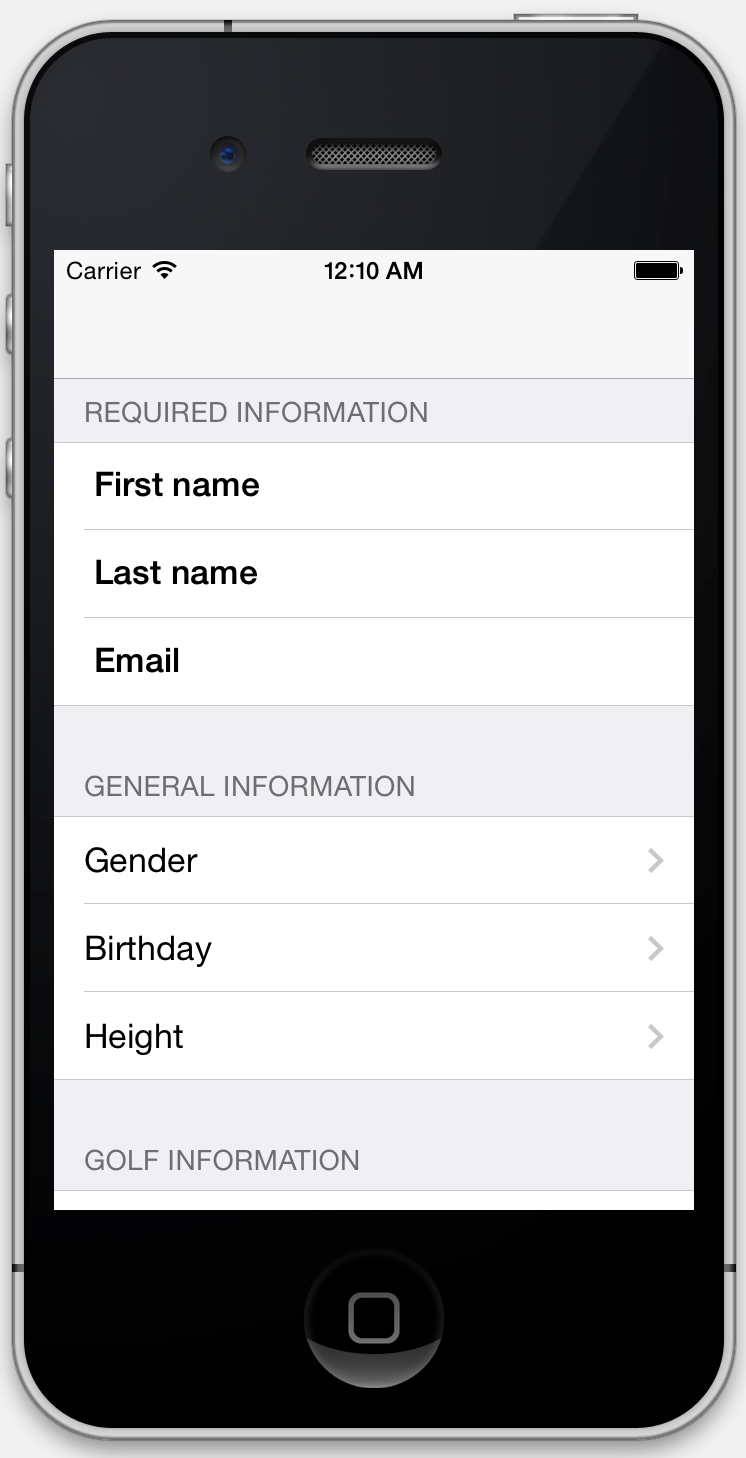 Carrier 12:10 AM
REQUIRED INFORMATION
First name
Last name
Email
GENERAL INFORMATION
Gender
Birthday
Height
GOLF INFORMATION